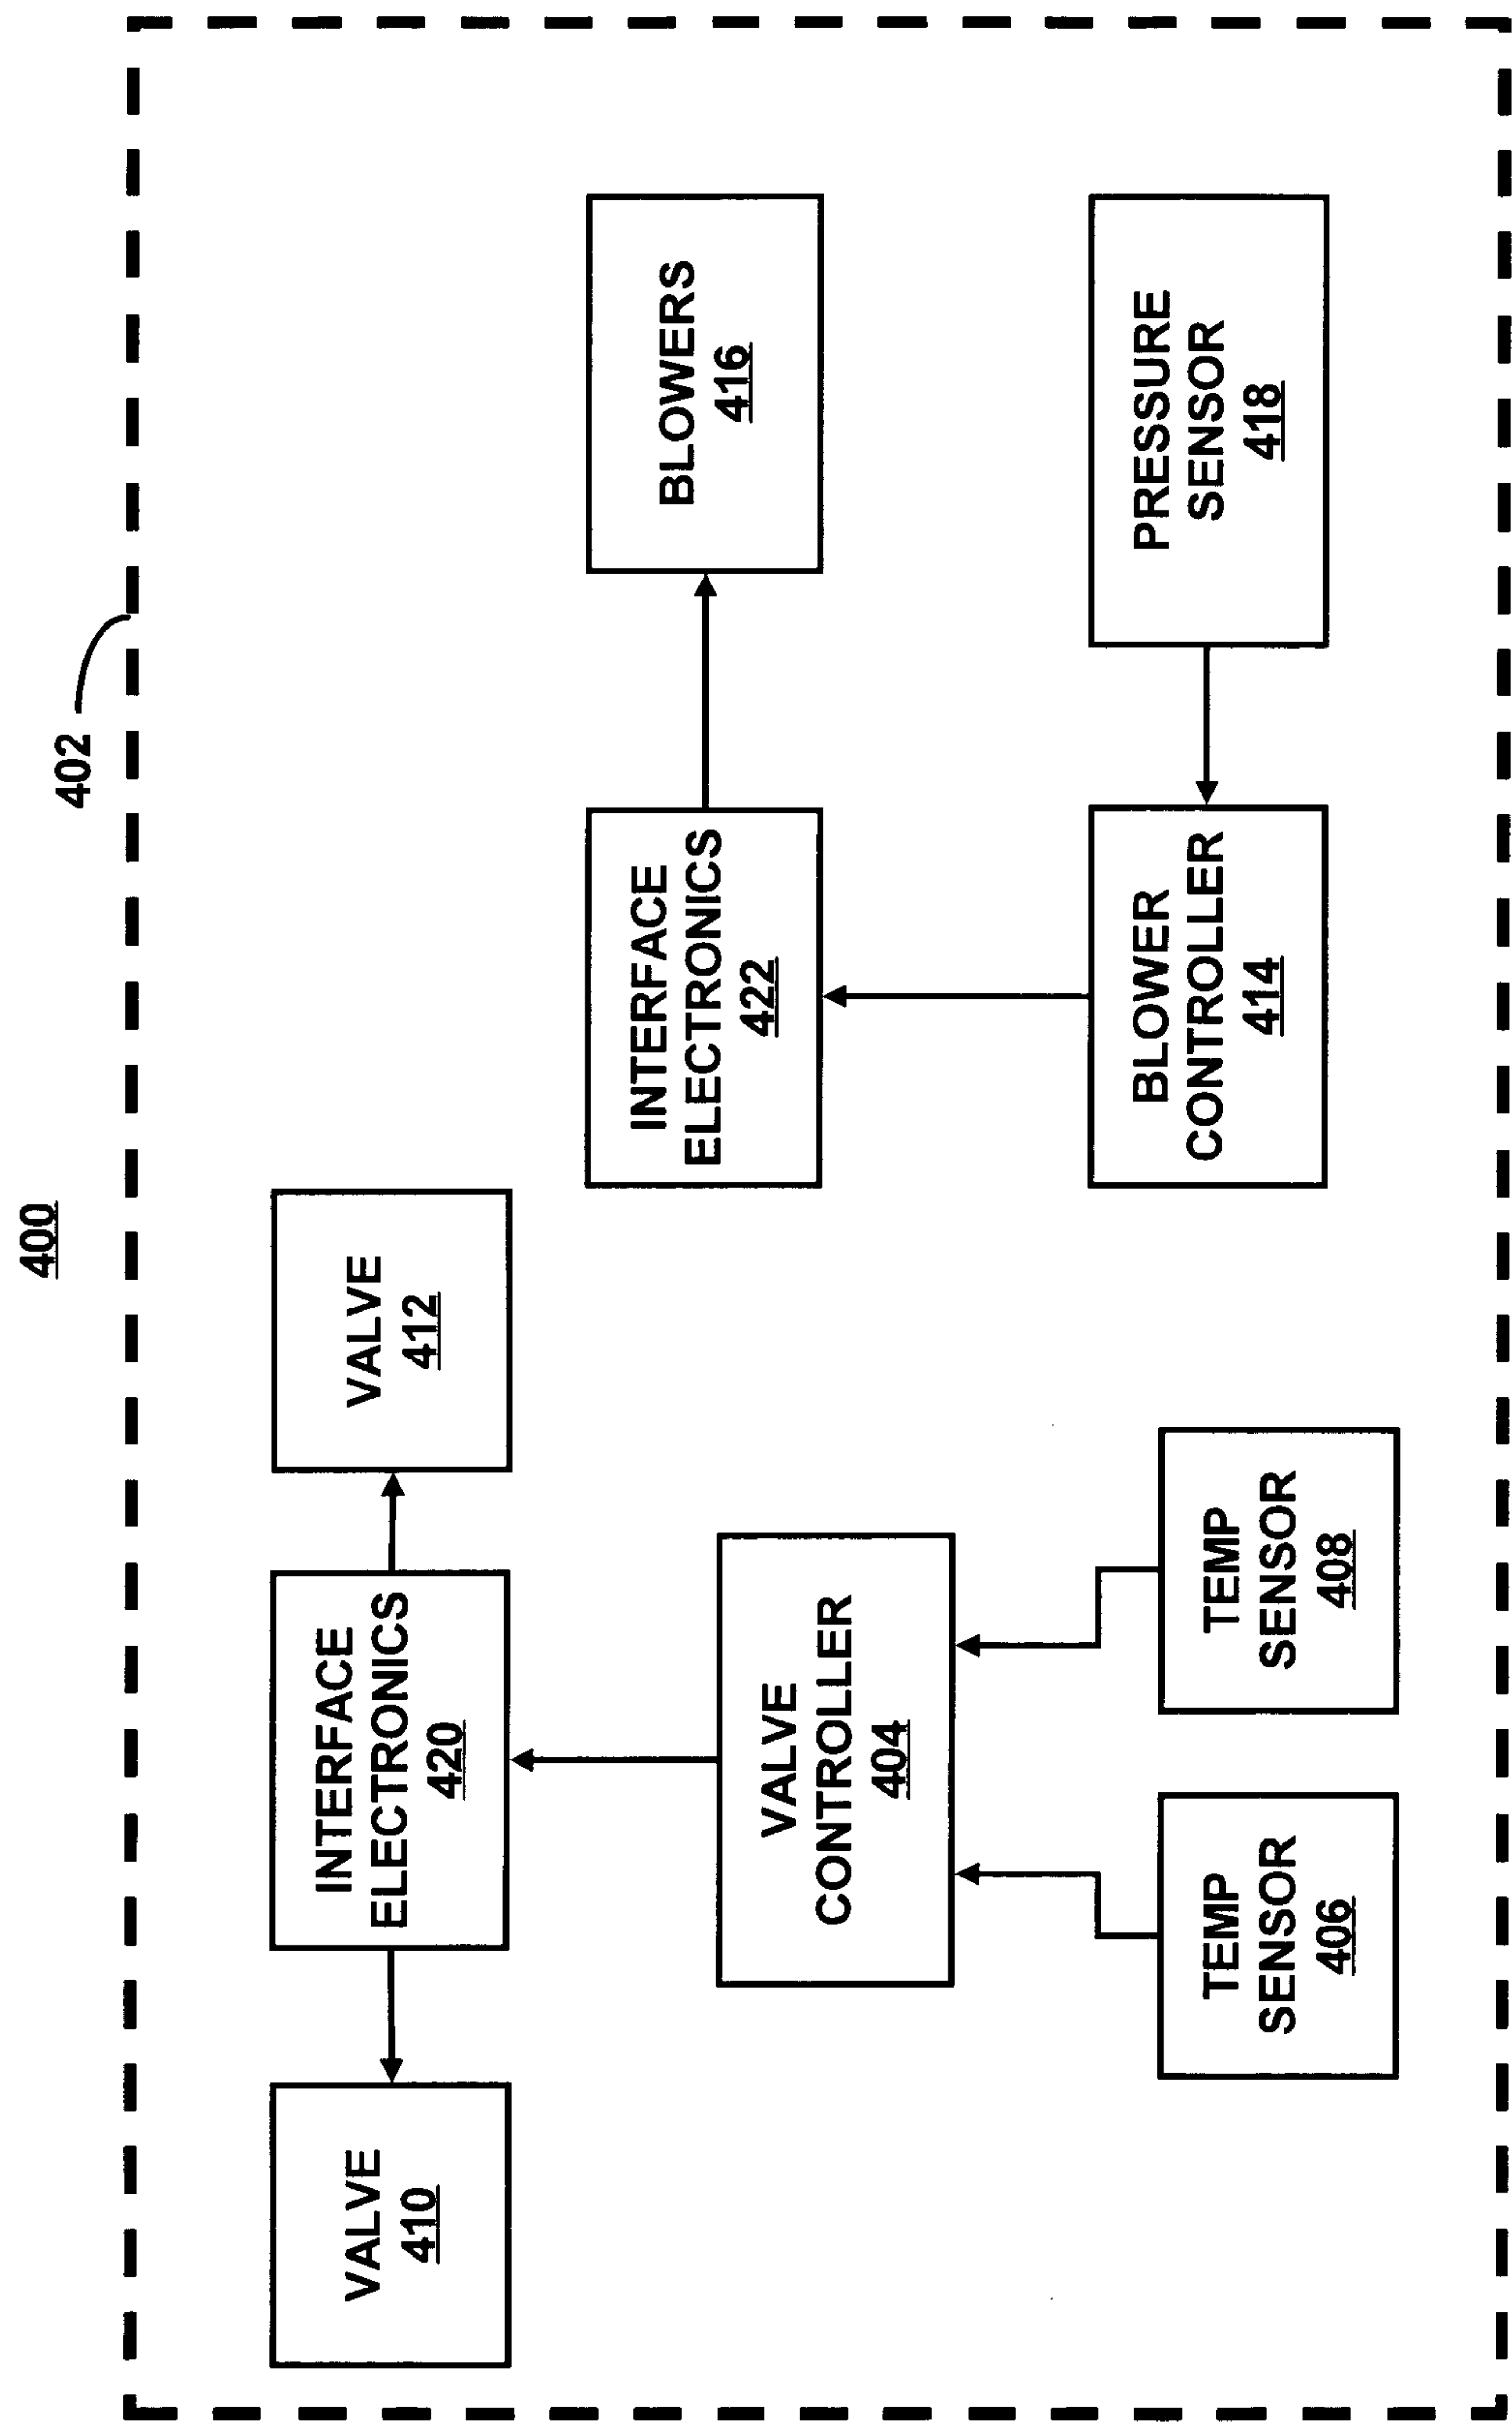 400
402
VALVE
410
INTERFACE
ELECTRONICS
420
VALVE
412
INTERFACE
ELECTRONICS
422
BLOWERS
416
VALVE
CONTROLLER
404
TEMP
SENSOR
406
TEMP
SENSOR
408
BLOWER
CONTROLLER
414
PRESSURE
SENSOR
418